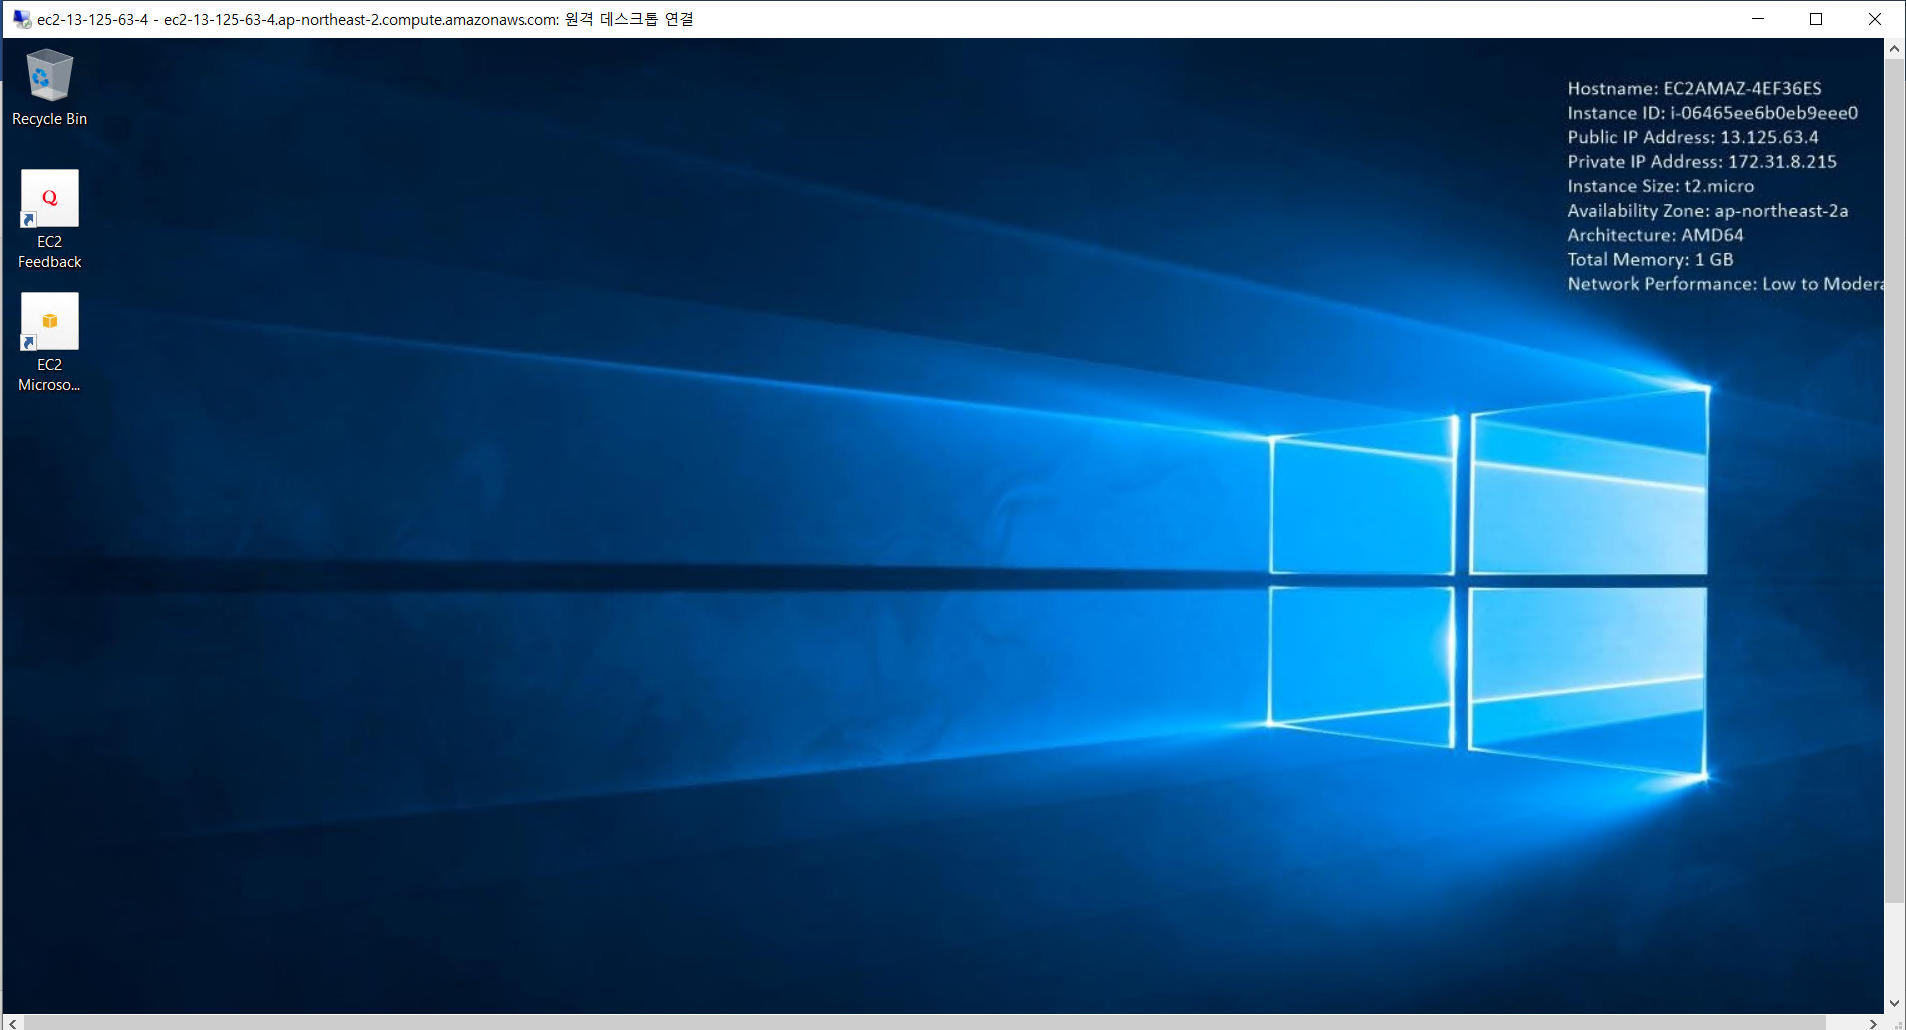 ec2-13-125-63-4 - ec2-13-125-63-4.ap-northeast-2.compute.amazonaws.com: 원격 데스크톱 연결
Recycle Bin
Q
EC2
Feedback
EC2
Microso...
Hostname: EC2AMAZ-4EF36ES
Instance ID: i-06465ee6b0eb9eee0
Public IP Address: 13.125.63.4
Private IP Address: 172.31.8.215
Instance Size: t2.micro
Availability Zone: ap-northeast-2a
Architecture: AMD64
Total Memory: 1 GB
Network Performance: Low to Modera